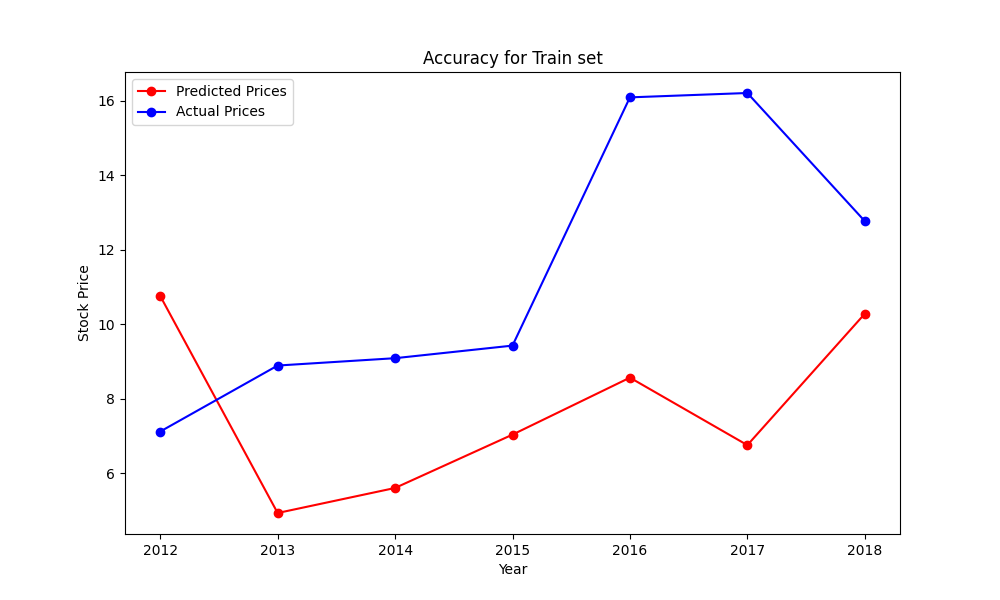 Accuracy for Train set
Predicted Prices
Actual Prices
16
14
12
10
8
6
Stock Price
2012 2013 2014 2015 2016 2017 2018
Year